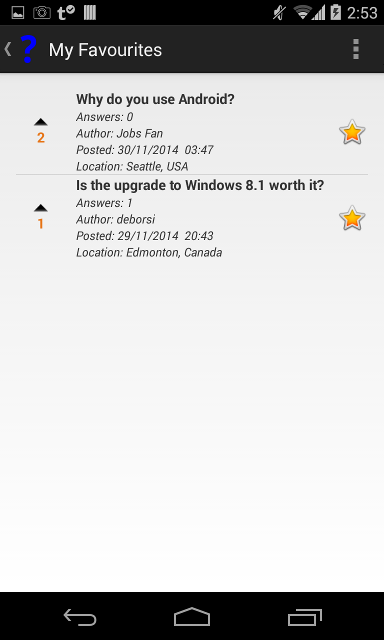 2:53
? My Favourites
Why do you use Android?
Answers: 0
2
Author: Jobs Fan
Posted: 30/11/2014 03:47
Location: Seattle, USA
Is the upgrade to Windows 8.1 worth it?
Answers: 1
1
Author: deborsi
Posted: 29/11/2014 20:43
Location: Edmonton, Canada